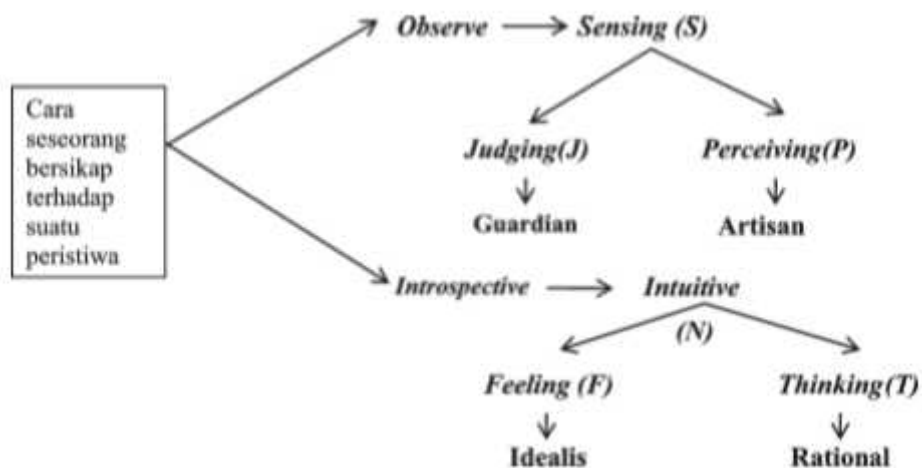 Observe
Sensing (S)
Cara
seseorang
bersikap
terhadap
suatu
peristiwa
Judging(J)
Perceiving(P)
Guardian
Artisan
Introspective
Intuitive
(N)
Feeling (F)
Thinking(T)
Idealis
Rational